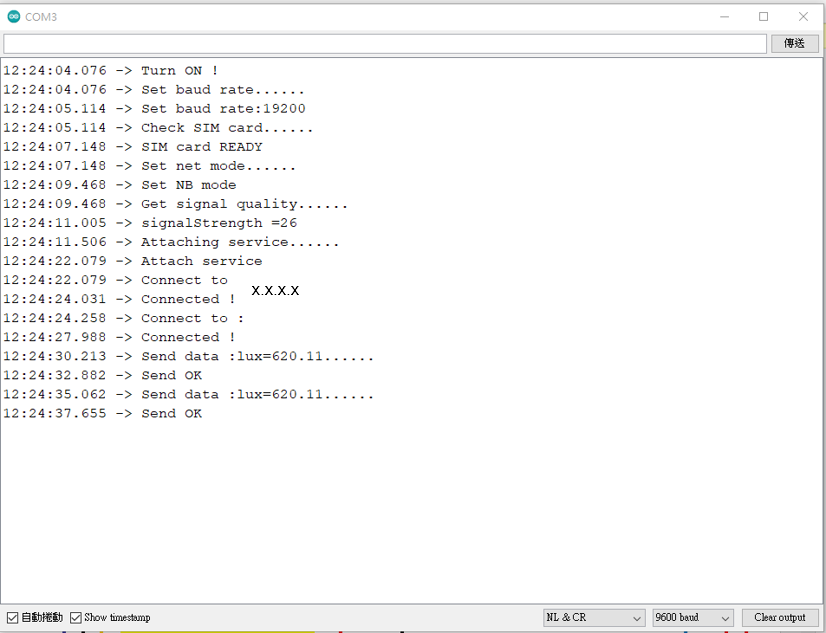 COM3
傳送
12:24:04.076 -> Turn ON !
12:24:04.076 -> Set baud rate......
12:24:05.114 -> Set baud rate:19200
12:24:05.114 -> Check SIM card......
12:24:07.148 -> SIM card READY
12:24:07.148 -> Set net mode......
12:24:09.468 -> Set NB mode
12:24:09.468 -> Get signal quality......
12:24:11.005 -> signalStrength =26
12:24:11.506 -> Attaching service......
12:24:22.079 -> Attach service
12:24:22.079 -> Connect to
X.X.X.X
12:24:24.031 -> Connected !
12:24:24.258 -> Connect to :
12:24:27.988 -> Connected !
12:24:30.213 -> Send data :lux=620.11......
12:24:32.882 -> Send OK
12:24:35.062 -> Send data :lux=620.11......
12:24:37.655 -> Send OK
自動捲動 Show timestamp NL & CR 9600 baud Clear output